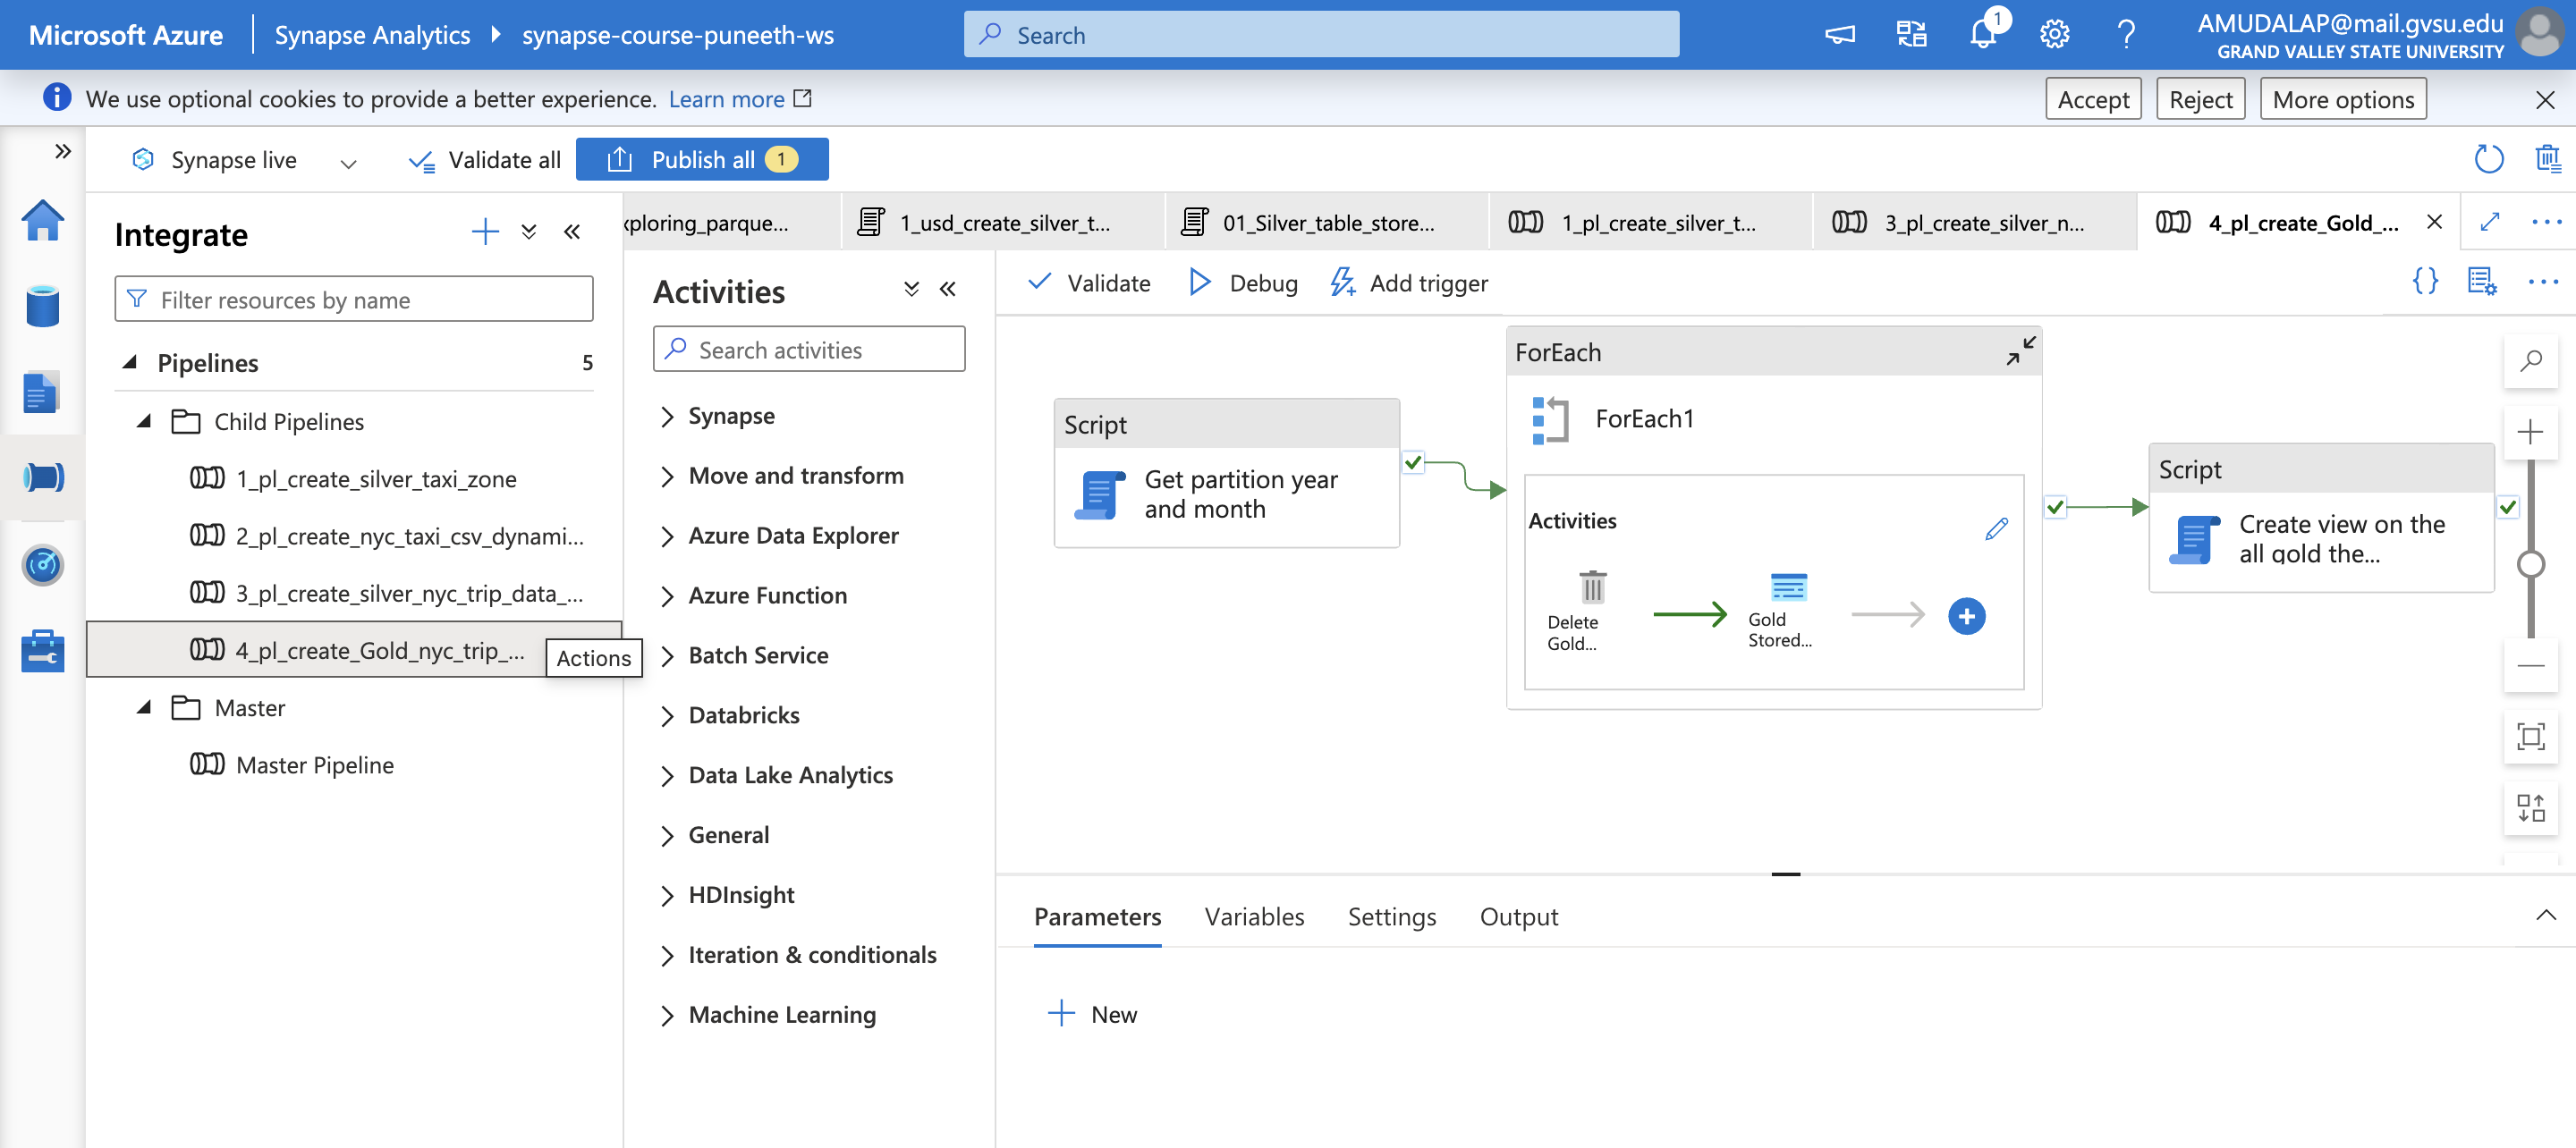 Microsoft Azure
Synapse Analytics
synapse-course-puneeth-ws
Search
1
AMUDALAP@mail.gvsu.edu
GRAND VALLEY STATE UNIVERSITY
We use optional cookies to provide a better experience. Learn more
Accept
Reject
More options
Synapse live
Validate all
Publish all 1
Integrate
Filter resources by name
Pipelines 5
Child Pipelines
1_pl_create_silver_taxi_zone
2_pl_create_nyc_taxi_csv_dynami...
3_pl_create_silver_nyc_trip_data_...
4_pl_create_Gold_nyc_trip_...
Actions
Master
Master Pipeline
xploring_parque...
1_usd_create_silver_t...
01_Silver_table_store...
1_pl_create_silver_t...
3_pl_create_silver_n...
4_pl_create_Gold_...
Activities
Search activities
Synapse
Move and transform
Azure Data Explorer
Azure Function
Batch Service
Databricks
Data Lake Analytics
General
HDInsight
Iteration & conditionals
Machine Learning
Validate
Debug
Add trigger
Script
Get partition year
and month
ForEach
ForEach1
Activities
Delete
Gold...
Gold
Stored...
Script
Create view on the
all gold the...
Parameters
Variables
Settings
Output
New